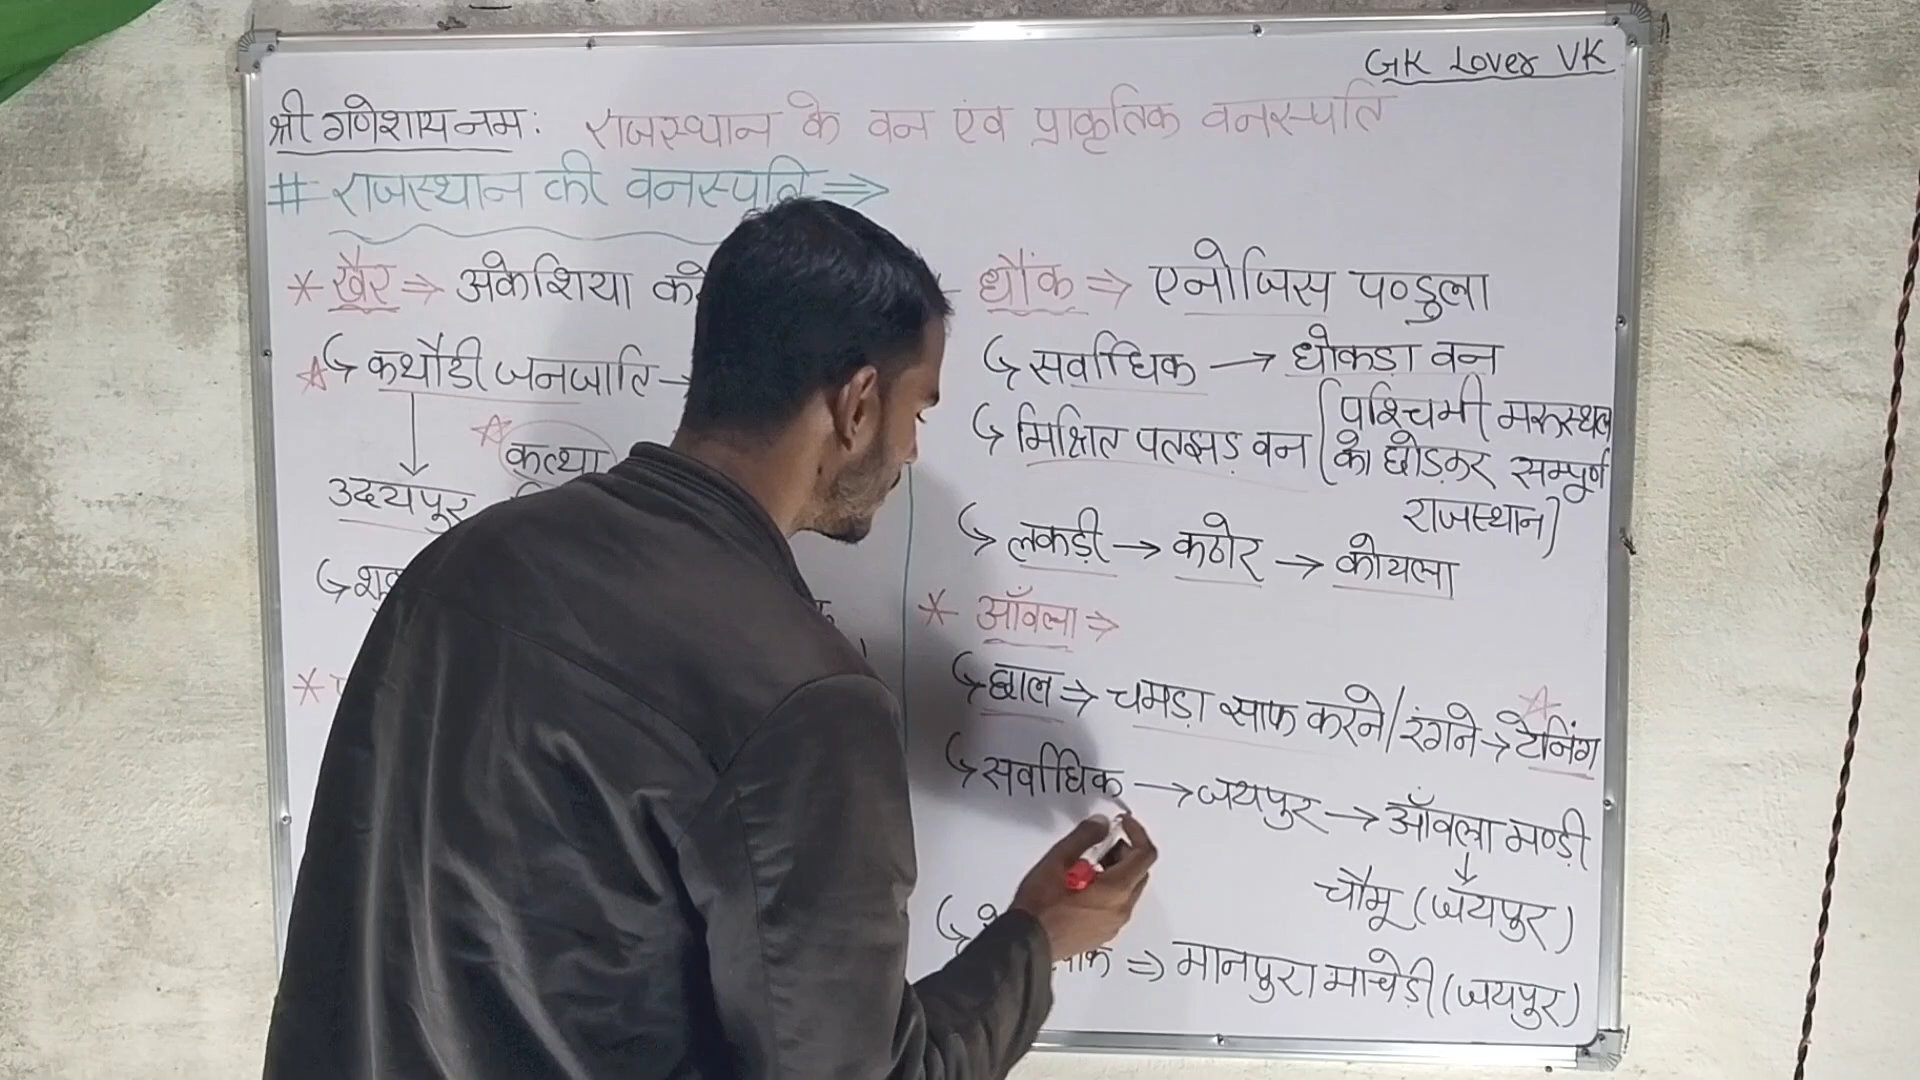 GK Lover VK
श्री गणेशाय नमः राजस्थान के वन एंव प्राकृतिक वनस्पति
# राजस्थान की वनस्पति ⇒
* खैर ⇒ अकेशिया
↳ कथौडी जनजाति →
↓
कत्था
उदयपुर
* धौंक ⇒ एनोजिस पण्डुला
↳ सर्वाधिक → धोकड़ा वन
↳ मिश्रित पतझड़ वन (पश्चिमी मरुस्थल
को छोड़कर सम्पूर्ण
राजस्थान)
↳ लकड़ी → कठोर → कोयला
* आँवला ⇒
↳ छाल ⇒ चमड़ा साफ करने/रंगने → टेनिंग
↳ सर्वाधिक → जयपुर → आँवला मण्डी
↓
चौमू (जयपुर)
⇒ मानपुरा माचेड़ी (जयपुर)